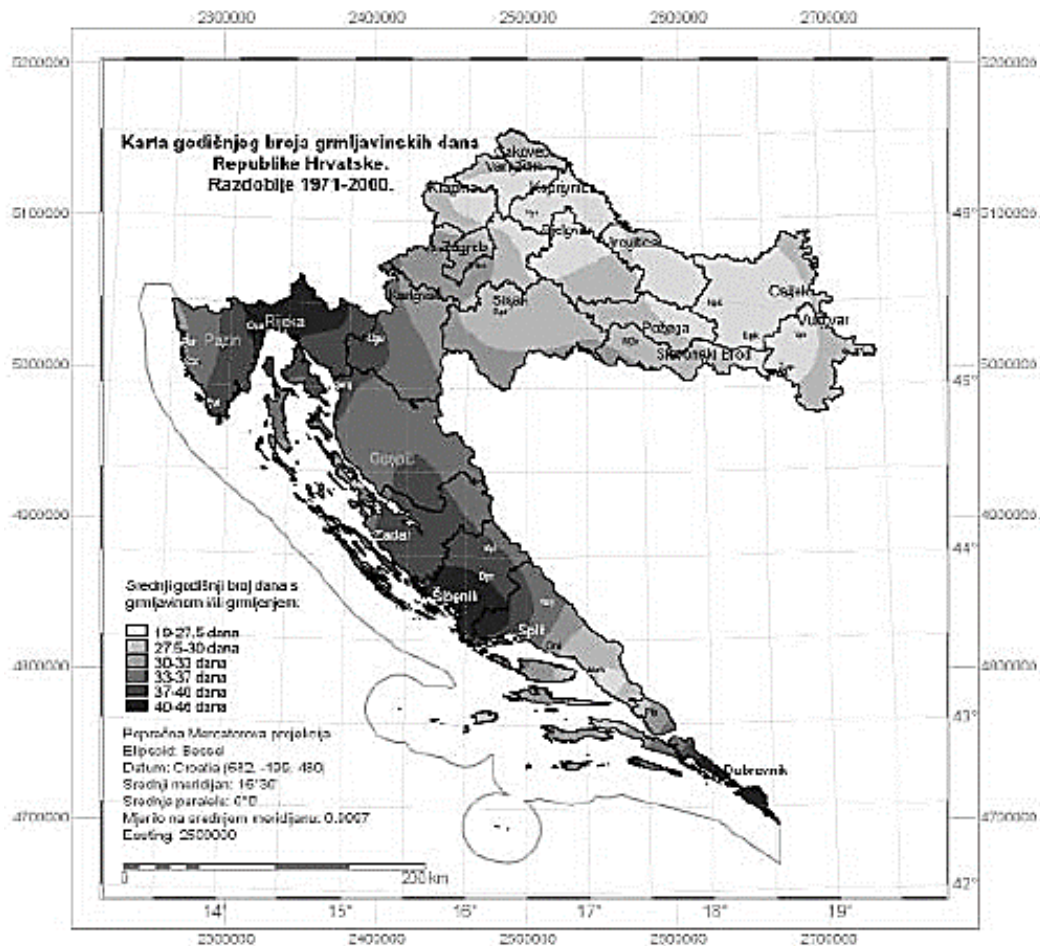 2300000 2400000 2500000 2600000 2700000
5200000 5200000
Karta godičnjeg broja grmljavinskih dana
Republike Hrvatske.
Razdoblje 1971-2000.
Čakovec
Varaždin
Krapina Koprivnica
5100000 46° 5100000
Bjelovar
Zagreb Virovitica
Karlovac Sisak Osijek
Rijeka Požega Vukovar
Pazin
Slavonski Brod
5000000 45° 5000000
Gospić
4900000 4900000
Zadar
44°
Srednji godišnji broj dana s
grmljavinom i/ili grmljenjem:
Šibenik
Split
19-27.5 dana
27.5-30 dana
30-33 dana
4800000 4800000
33-37 dana
37-40 dana
40-46 dana
43°
Poprečna Mercatorova projekcija
Elipsoid: Bessel
Datum: Croatia
Dubrovnik
Srednji meridijan: 16°30'
Srednja paralela:
4700000 4700000
Mjerilo na srednjem meridijanu:
Easting: 2500000
0 200 km
42°
14° 15° 16° 17° 18° 19°
2300000 2400000 2500000 2600000 2700000